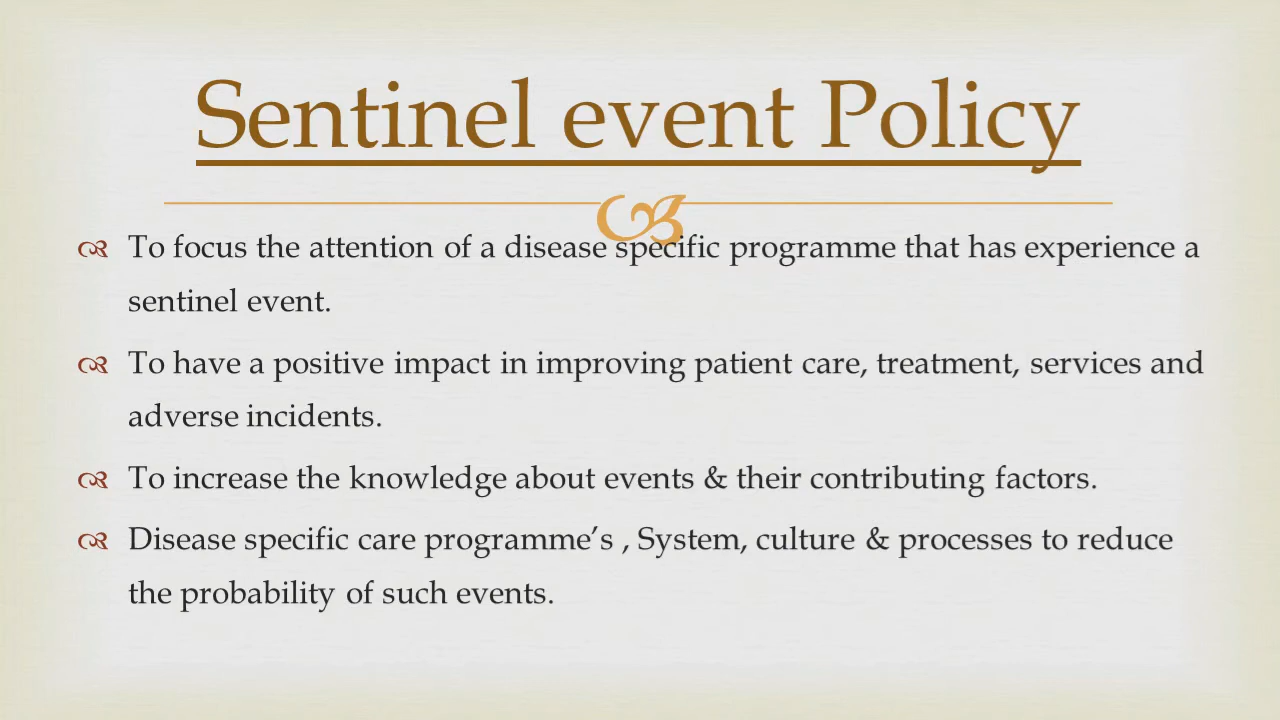 Sentinel event Policy
To focus the attention of a disease specific programme that has experience a
sentinel event.
To have a positive impact in improving patient care, treatment, services and
adverse incidents.
To increase the knowledge about events & their contributing factors.
Disease specific care programme’s , System, culture & processes to reduce
the probability of such events.